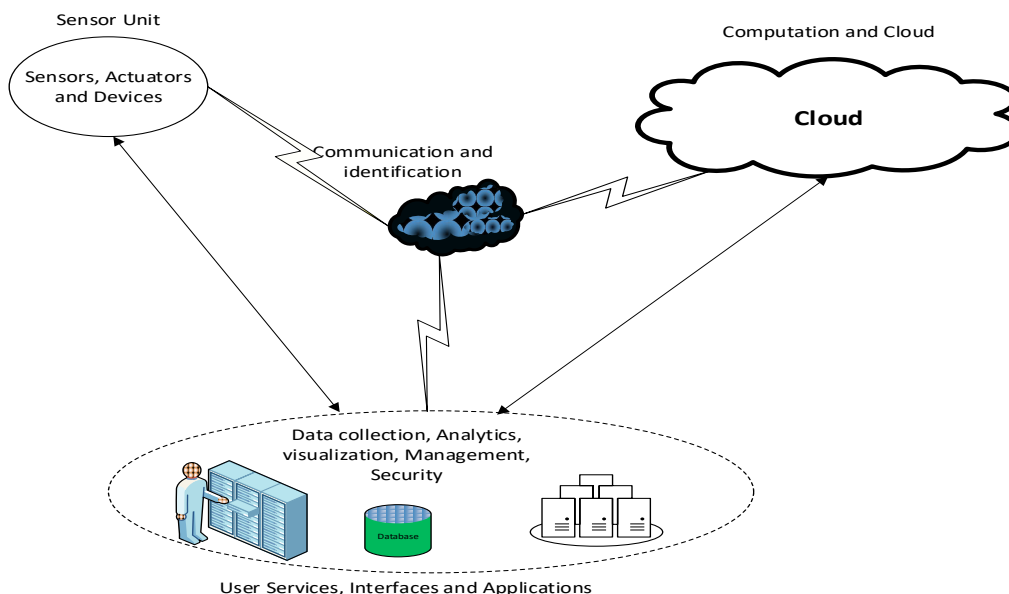 Sensor Unit
Computation and Cloud
Sensors, Actuators
and Devices
Cloud
Communication and
identification
Data collection, Analytics,
visualization, Management,
Security
Database
User Services, Interfaces and Applications